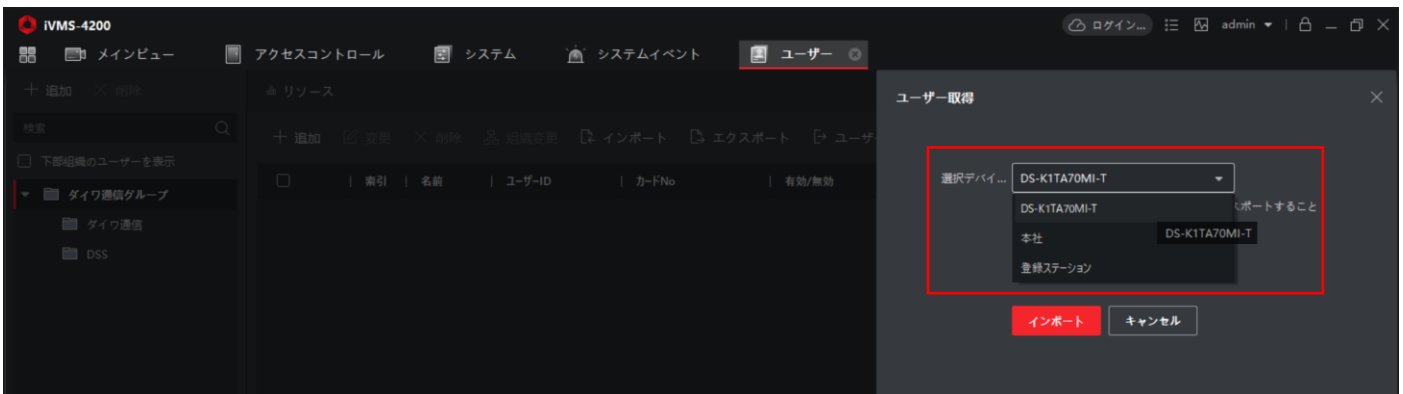 iVMS-4200
ログイン...
admin
メインビュー
アクセスコントロール
システム
システムイベント
ユーザー
追加 削除
検索
下部組織のユーザーを表示
ダイワ通信グループ
ダイワ通信
DSS
リソース
追加 変更 削除 組織変更 インポート エクスポート ユーザ
索引 名前 ユーザーID カードNo 有効/無効
ユーザー取得
選択デバイ... DS-K1TA70MI-T
DS-K1TA70MI-T
スポートすること
本社
DS-K1TA70MI-T
登録ステーション
インポート キャンセル